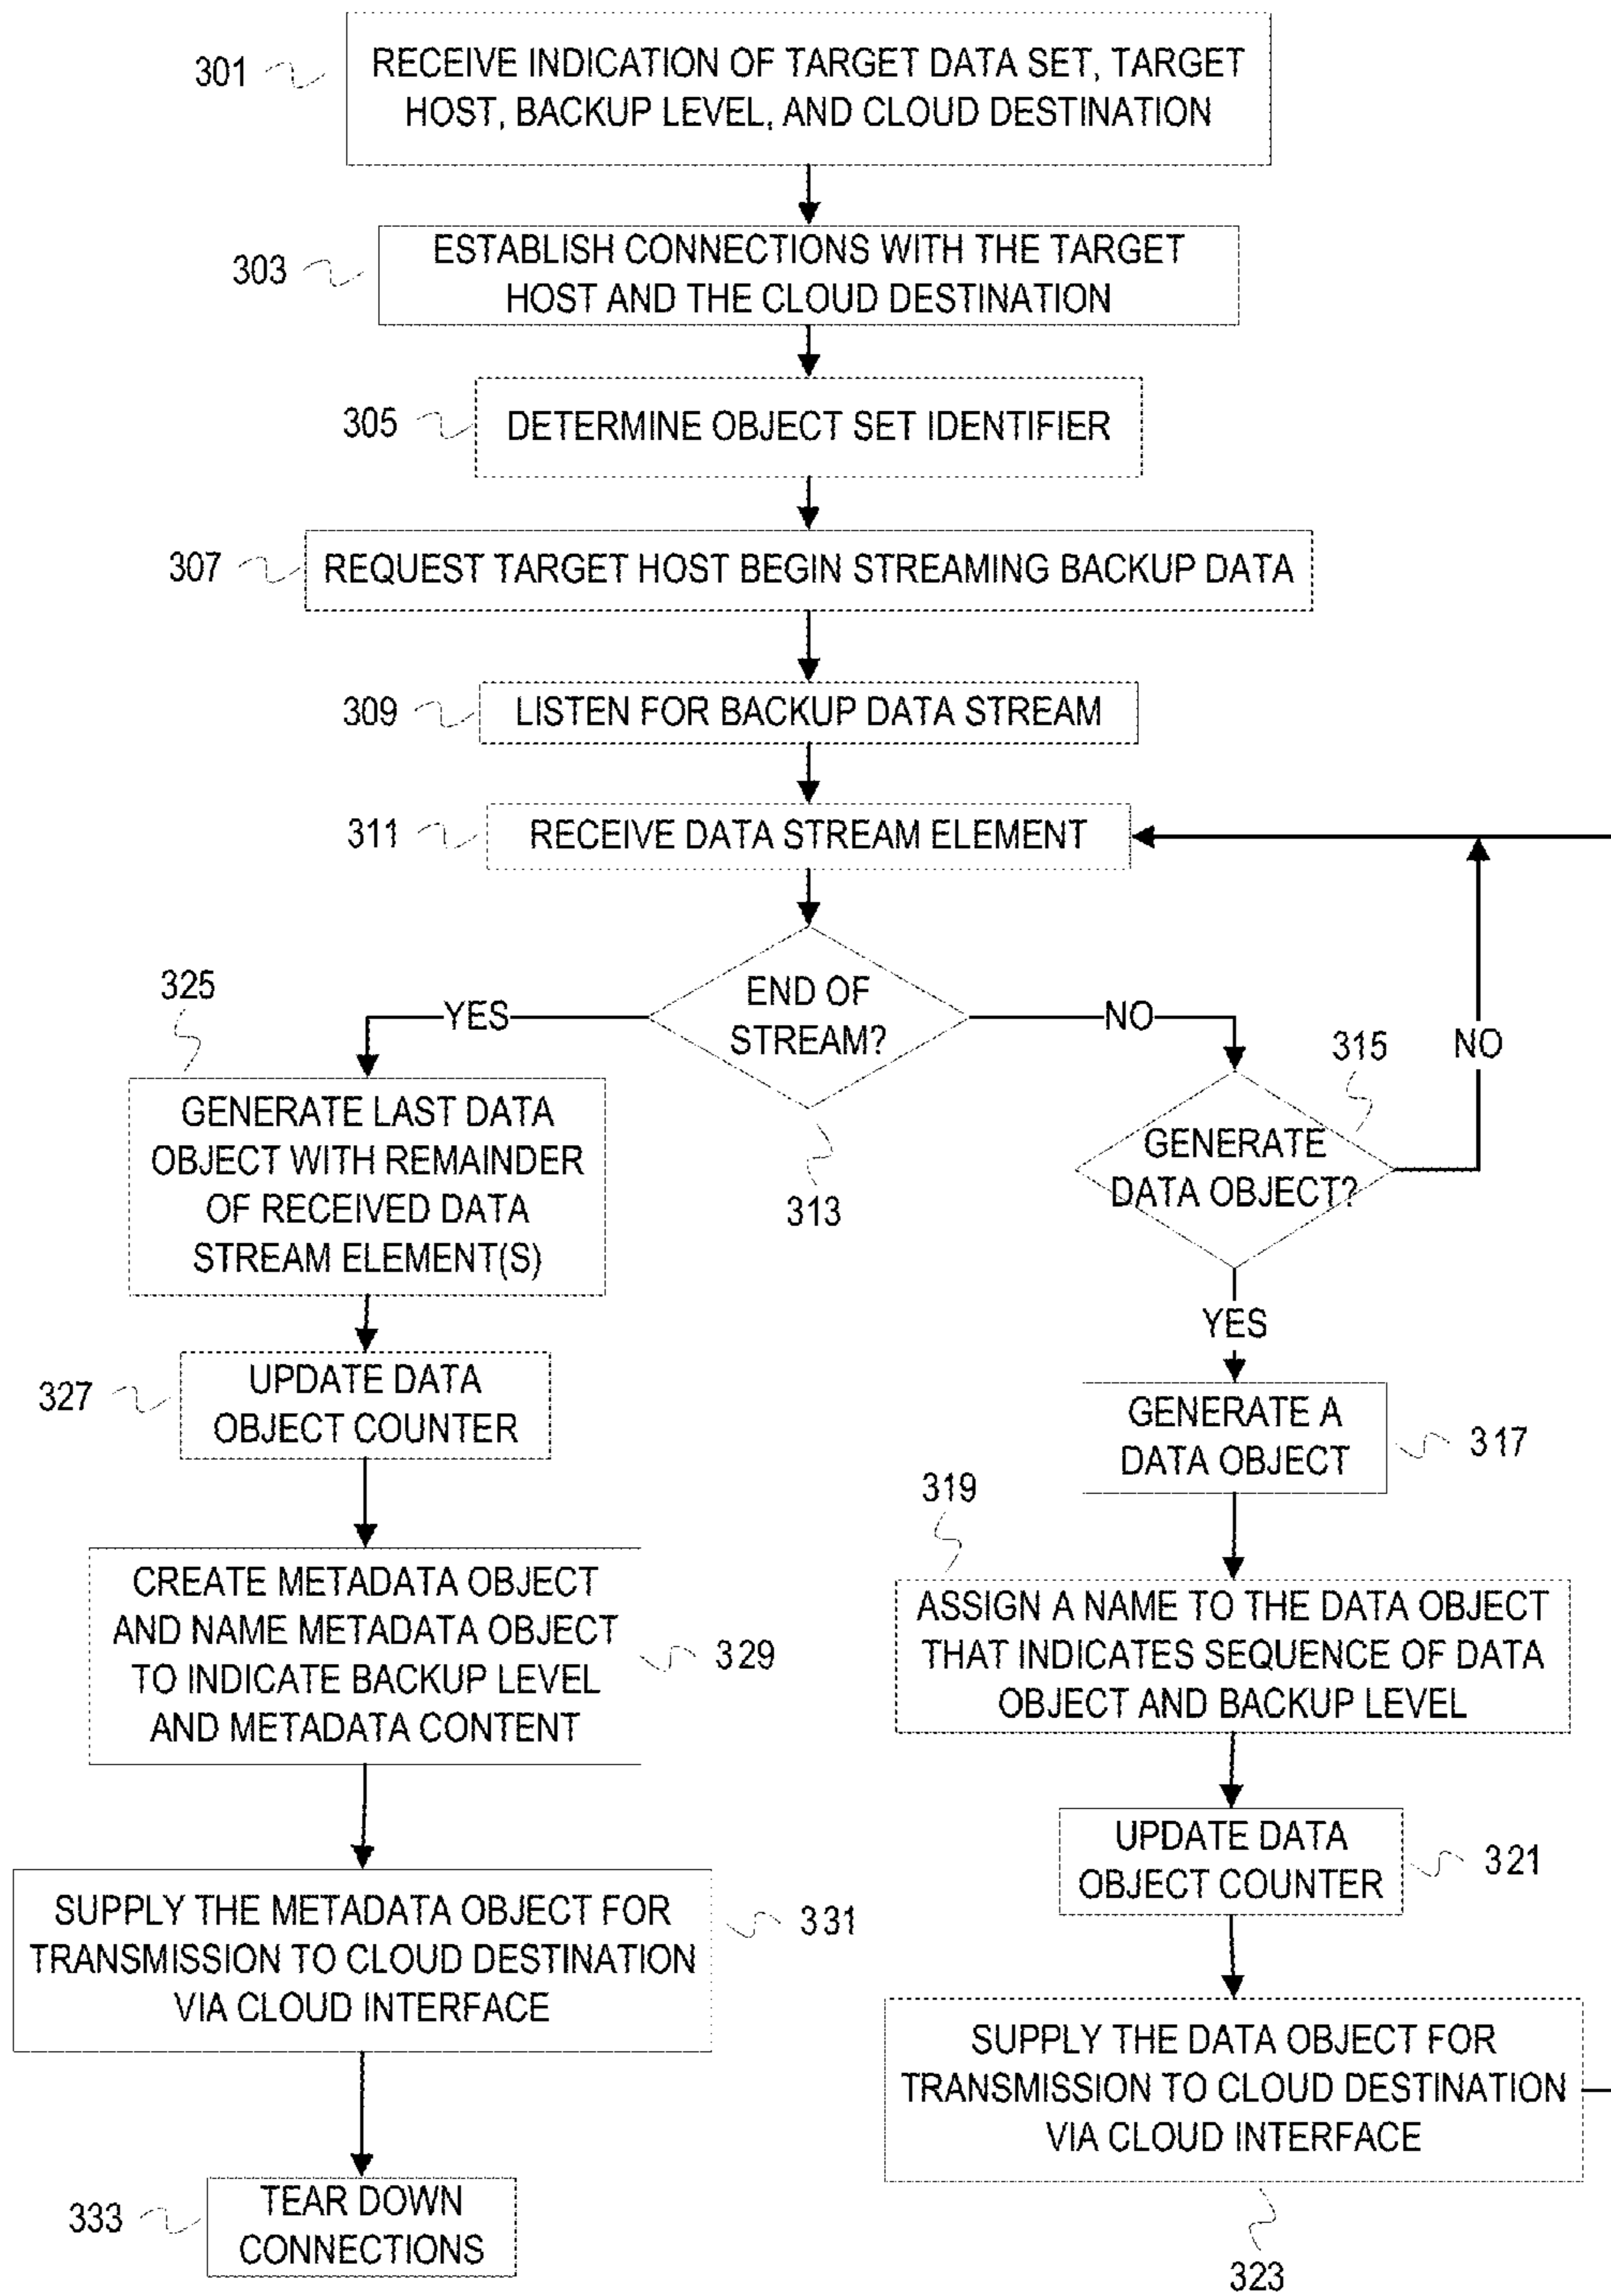 301
RECEIVE INDICATION OF TARGET DATA SET, TARGET
HOST, BACKUP LEVEL, AND CLOUD DESTINATION
303
ESTABLISH CONNECTIONS WITH THE TARGET
HOST AND THE CLOUD DESTINATION
305
DETERMINE OBJECT SET IDENTIFIER
307
REQUEST TARGET HOST BEGIN STREAMING BACKUP DATA
309
LISTEN FOR BACKUP DATA STREAM
311
RECEIVE DATA STREAM ELEMENT
END OF
STREAM?
313
YES
NO
325
GENERATE LAST DATA
OBJECT WITH REMAINDER
OF RECEIVED DATA
STREAM ELEMENT(S)
327
UPDATE DATA
OBJECT COUNTER
CREATE METADATA OBJECT
AND NAME METADATA OBJECT
TO INDICATE BACKUP LEVEL
AND METADATA CONTENT
329
SUPPLY THE METADATA OBJECT FOR
TRANSMISSION TO CLOUD DESTINATION
VIA CLOUD INTERFACE
331
333
TEAR DOWN
CONNECTIONS
315
NO
GENERATE
DATA OBJECT?
YES
GENERATE A
DATA OBJECT
317
319
ASSIGN A NAME TO THE DATA OBJECT
THAT INDICATES SEQUENCE OF DATA
OBJECT AND BACKUP LEVEL
UPDATE DATA
OBJECT COUNTER
321
SUPPLY THE DATA OBJECT FOR
TRANSMISSION TO CLOUD DESTINATION
VIA CLOUD INTERFACE
323